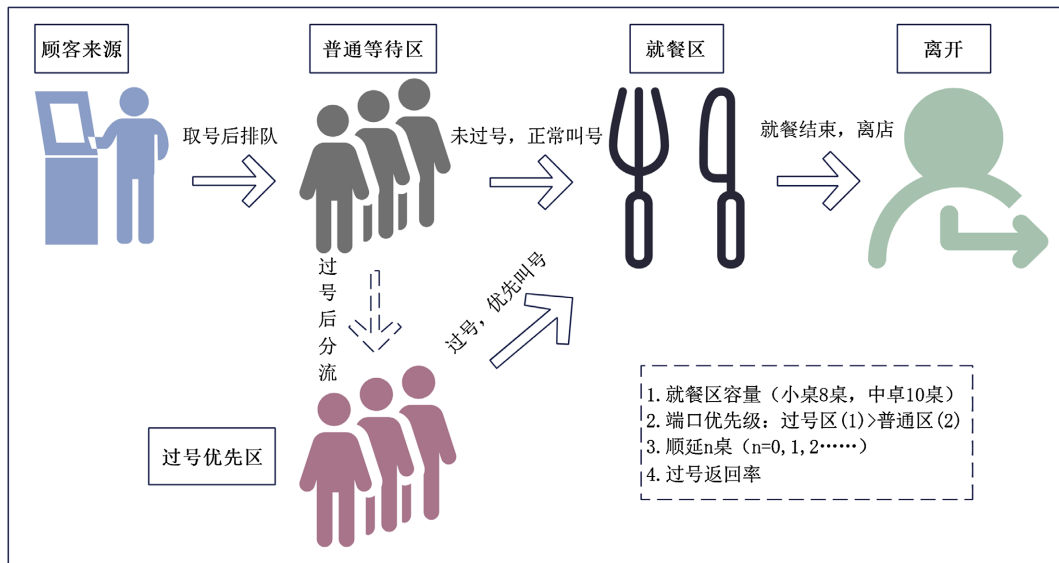 顾客来源
普通等待区
就餐区
离开
取号后排队
未过号，正常叫号
就餐结束，离店
过号后分流
过号，优先叫号
过号优先区
1.就餐区容量（小桌8桌，中卓10桌）
2.端口优先级：过号区(1)>普通区(2)
3.顺延n桌（n=0,1,2……）
4.过号返回率